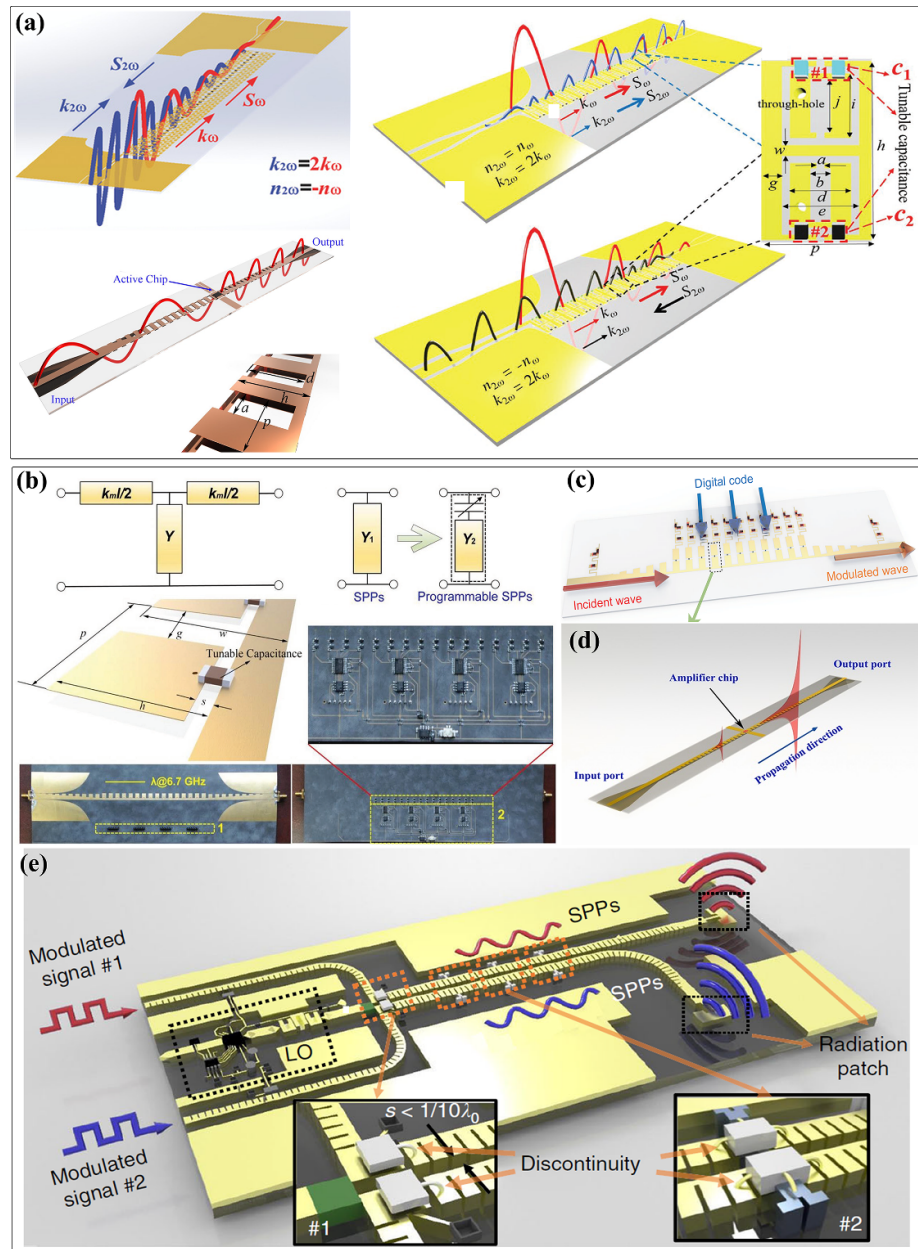 (a)
S2ω
k2ω
Sω
kω
k2ω=2kω
n2ω=-nω
Output
Active Chip
Input
d
h
a
p
kω
Sω
k2ω
S2ω
n2ω = nω
k2ω = 2kω
kω
Sω
k2ω
S2ω
n2ω = -nω
k2ω = 2kω
#1
c1
through-hole
j
i
w
a
g
b
d
e
h
Tunable capacitance
#2
c2
p
(b)
kml/2
kml/2
Y
Y1
Y2
SPPs
Programmable SPPs
p
g
w
Tunable Capacitance
h
s
λ@6.7 GHz
1
2
(c)
Digital code
Incident wave
Modulated wave
(d)
Output port
Amplifier chip
Propagation direction
Input port
(e)
Modulated
signal #1
SPPs
SPPs
LO
Radiation
patch
Modulated
signal #2
s < 1/10λ0
Discontinuity
#1
#2